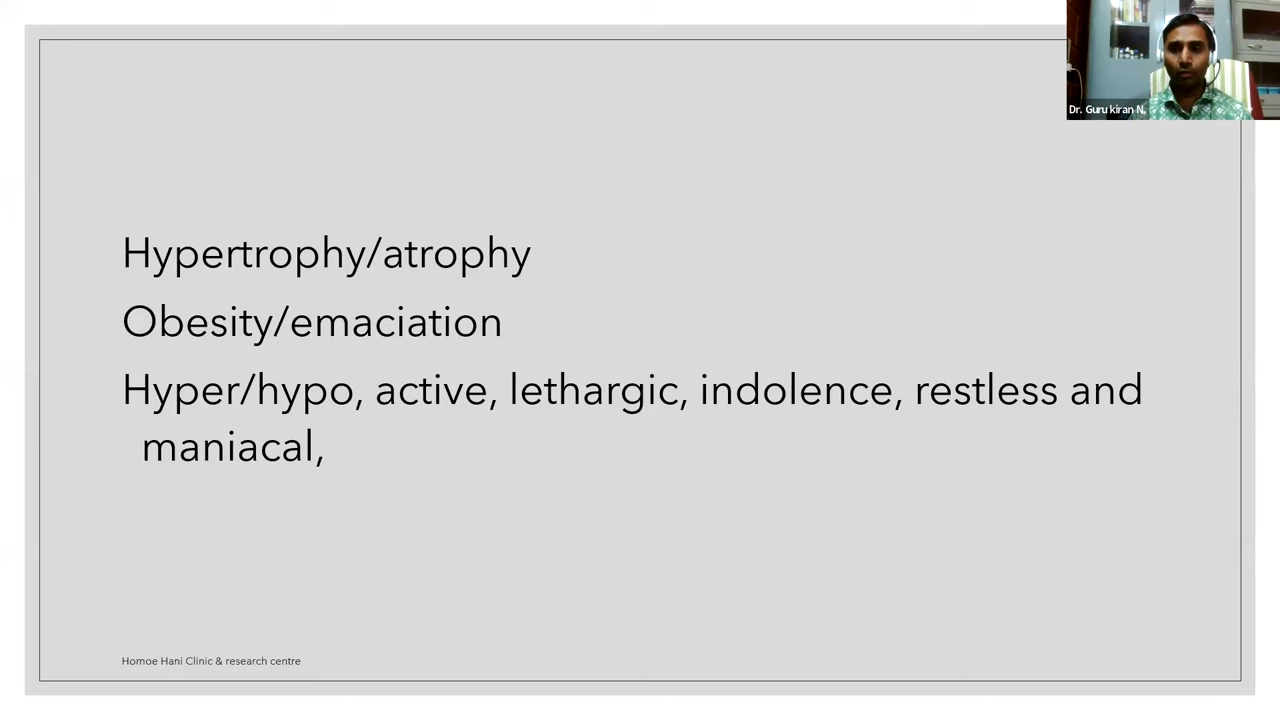 Dr. Guru kiran N.
Hypertrophy/atrophy
Obesity/emaciation
Hyper/hypo, active, lethargic, indolence, restless and
maniacal,
Homoe Hani Clinic & research centre